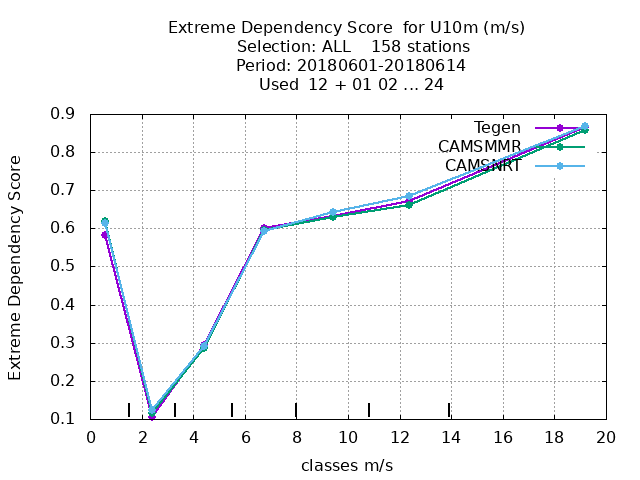 Extreme Dependency Score  for U10m (m/s)
Selection: ALL    158 stations
Period: 20180601-20180614
Used  12 + 01 02 ... 24
Extreme Dependency Score
0.9
0.8
0.7
0.6
0.5
0.4
0.3
0.2
0.1
Tegen
CAMSMMR
CAMSNRT
0 2 4 6 8 10 12 14 16 18 20
classes m/s